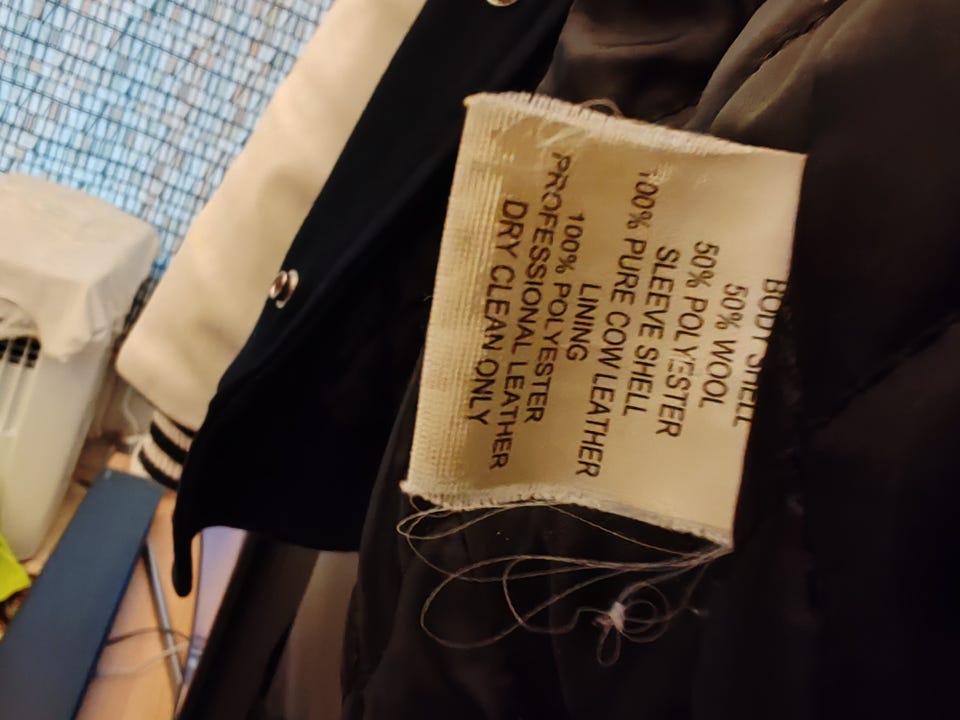 BODY SHELL
50% WOOL
50% POLYESTER
SLEEVE SHELL
100% PURE COW LEATHER
LINING
100% POLYESTER
PROFESSIONAL LEATHER
DRY CLEAN ONLY